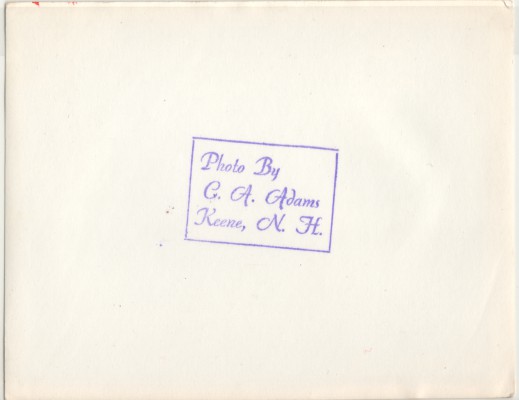 Photo By
G. A. Adams
Keene, N. H.